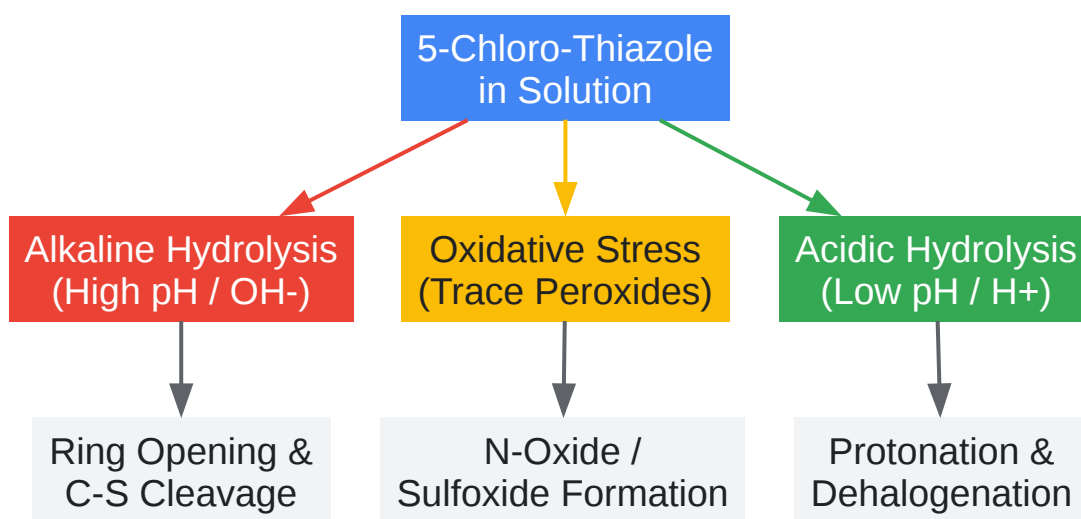 5-Chloro-Thiazole
in Solution
Alkaline Hydrolysis
(High pH / OH-)
Oxidative Stress
(Trace Peroxides)
Acidic Hydrolysis
(Low pH / H+)
Ring Opening &
C-S Cleavage
N-Oxide /
Sulfoxide Formation
Protonation &
Dehalogenation